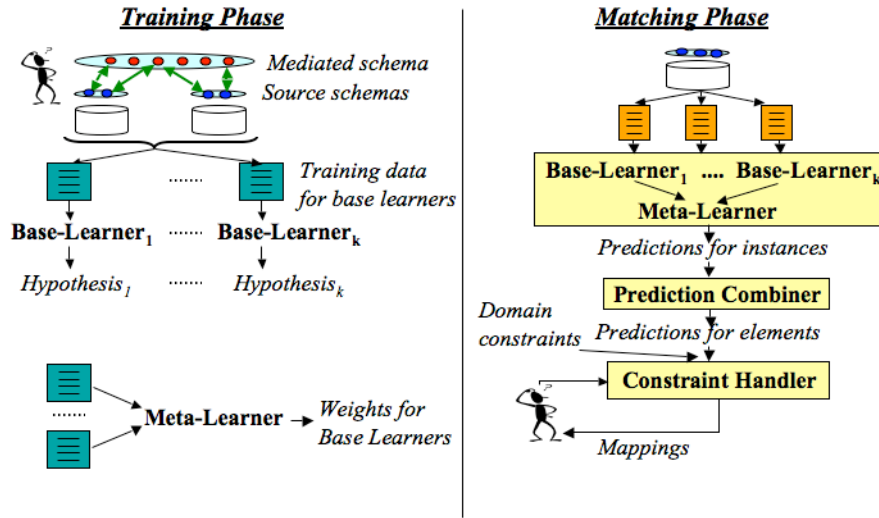 Training Phase
?
Mediated schema
Source schemas
Training data
for base learners
Base-Learner1 ........ Base-Learnerk
Hypothesis1 ........ Hypothesisk
Meta-Learner
Weights for
Base Learners
Matching Phase
Base-Learner1 .... Base-Learnerk
Meta-Learner
Predictions for instances
Prediction Combiner
Domain
constraints
Predictions for elements
Constraint Handler
?
Mappings